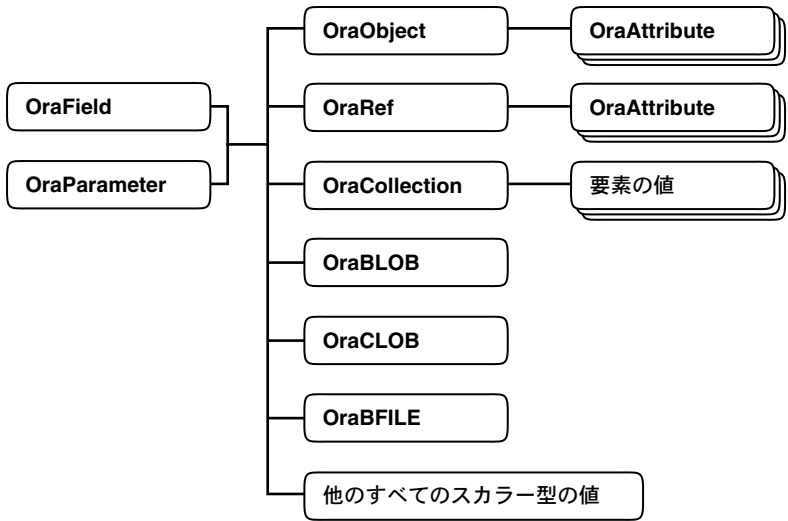 OraField
OraParameter
OraObject
OraAttribute
OraRef
OraAttribute
OraCollection
要素の値
OraBLOB
OraCLOB
OraBFILE
他のすべてのスカラー型の値